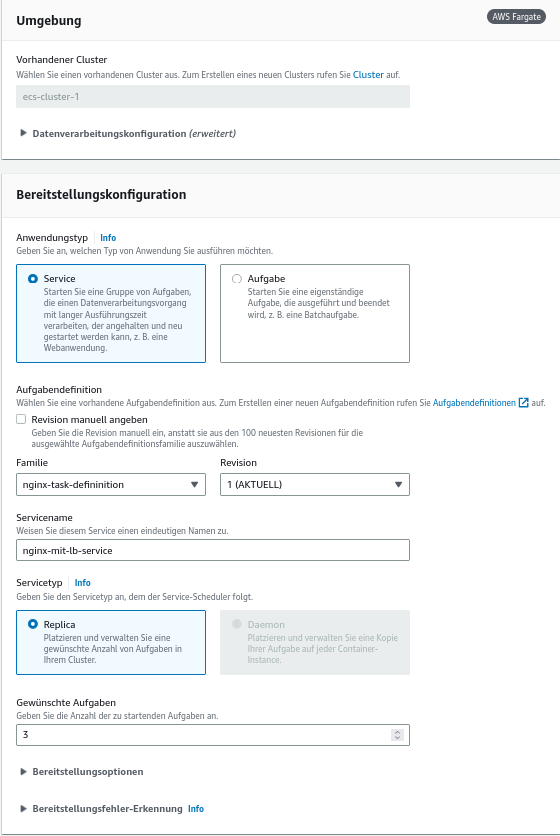 Umgebung
AWS Fargate
Vorhandener Cluster
Wählen Sie einen vorhandenen Cluster aus. Zum Erstellen eines neuen Clusters rufen Sie Cluster auf.
ecs-cluster-1
Datenverarbeitungskonfiguration (erweitert)
Bereitstellungskonfiguration
Anwendungstyp Info
Geben Sie an, welchen Typ von Anwendung Sie ausführen möchten.
Service
Starten Sie eine Gruppe von Aufgaben,
die einen Datenverarbeitungsvorgang
mit langer Ausführungszeit
verarbeiten, der angehalten und neu
gestartet werden kann, z. B. eine
Webanwendung.
Aufgabe
Starten Sie eine eigenständige
Aufgabe, die ausgeführt und beendet
wird, z. B. eine Batchaufgabe.
Aufgabendefinition
Wählen Sie eine vorhandene Aufgabendefinition aus. Zum Erstellen einer neuen Aufgabendefinition rufen Sie Aufgabendefinitionen auf.
Revision manuell angeben
Geben Sie die Revision manuell ein, anstatt sie aus den 100 neuesten Revisionen für die
ausgewählte Aufgabendefinitionsfamilie auszuwählen.
Familie
nginx-task-defininition
Revision
1 (AKTUELL)
Servicename
Weisen Sie diesem Service einen eindeutigen Namen zu.
nginx-mit-lb-service
Servicetyp Info
Geben Sie den Servicetyp an, dem der Service-Scheduler folgt.
Replica
Platzieren und verwalten Sie eine
gewünschte Anzahl von Aufgaben in
Ihrem Cluster.
Daemon
Platzieren und verwalten Sie eine Kopie
Ihrer Aufgabe auf jeder Container-
Instance.
Gewünschte Aufgaben
Geben Sie die Anzahl der zu startenden Aufgaben an.
3
Bereitstellungsoptionen
Bereitstellungsfehler-Erkennung Info